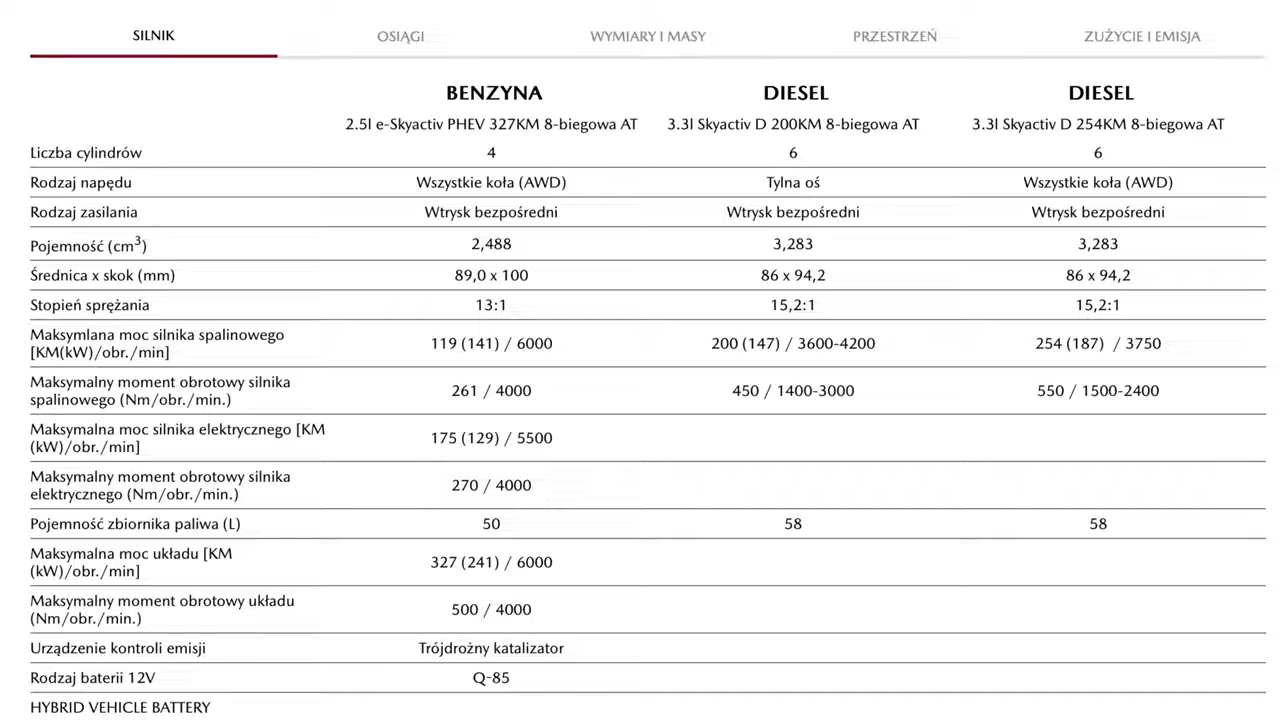 SILNIK OSIĄGI WYMIARY I MASY PRZESTRZEŃ ZUŻYCIE I EMISJA
BENZYNA DIESEL DIESEL
2.5l e-Skyactiv PHEV 327KM 8-biegowa AT 3.3l Skyactiv D 200KM 8-biegowa AT 3.3l Skyactiv D 254KM 8-biegowa AT
Liczba cylindrów 4 6 6
Rodzaj napędu Wszystkie koła (AWD) Tylna oś Wszystkie koła (AWD)
Rodzaj zasilania Wtrysk bezpośredni Wtrysk bezpośredni Wtrysk bezpośredni
Pojemność (cm3) 2,488 3,283 3,283
Średnica x skok (mm) 89,0 x 100 86 x 94,2 86 x 94,2
Stopień sprężania 13:1 15,2:1 15,2:1
Maksymlana moc silnika spalinowego
[KM(kW)/obr./min] 119 (141) / 6000 200 (147) / 3600-4200 254 (187) / 3750
Maksymalny moment obrotowy silnika
spalinowego (Nm/obr./min.) 261 / 4000 450 / 1400-3000 550 / 1500-2400
Maksymalna moc silnika elektrycznego [KM
(kW)/obr./min] 175 (129) / 5500
Maksymalny moment obrotowy silnika
elektrycznego (Nm/obr./min.) 270 / 4000
Pojemność zbiornika paliwa (L) 50 58 58
Maksymalna moc układu [KM
(kW)/obr./min] 327 (241) / 6000
Maksymalny moment obrotowy układu
(Nm/obr./min.) 500 / 4000
Urządzenie kontroli emisji Trójdrożny katalizator
Rodzaj baterii 12V Q-85
HYBRID VEHICLE BATTERY